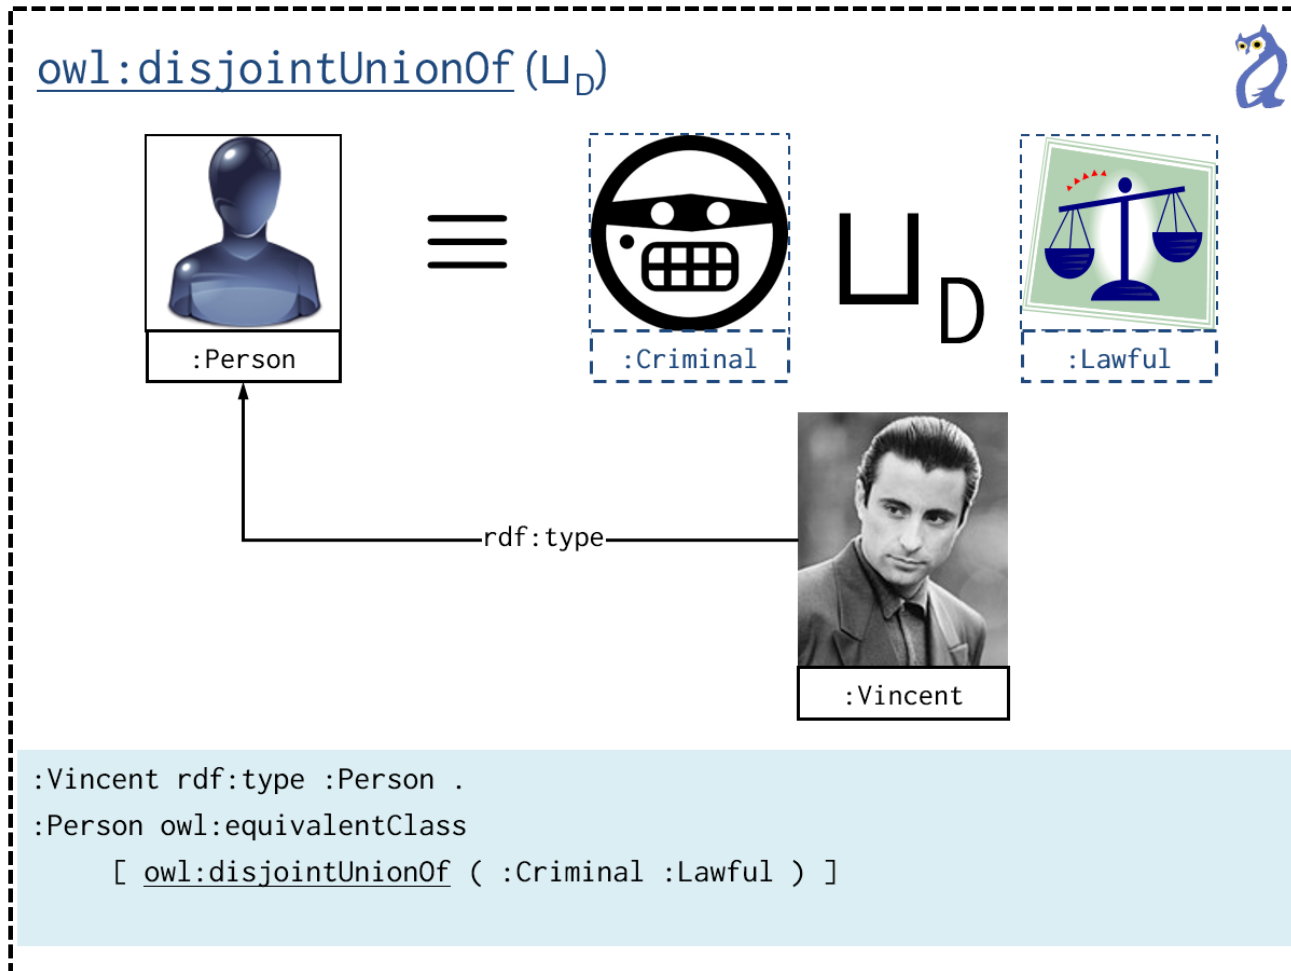 owl:disjointUnionOf (⊔D)
≡ ⊔D
:Person :Criminal :Lawful
rdf:type
:Vincent
:Vincent rdf:type :Person .
:Person owl:equivalentClass
[ owl:disjointUnionOf ( :Criminal :Lawful ) ]